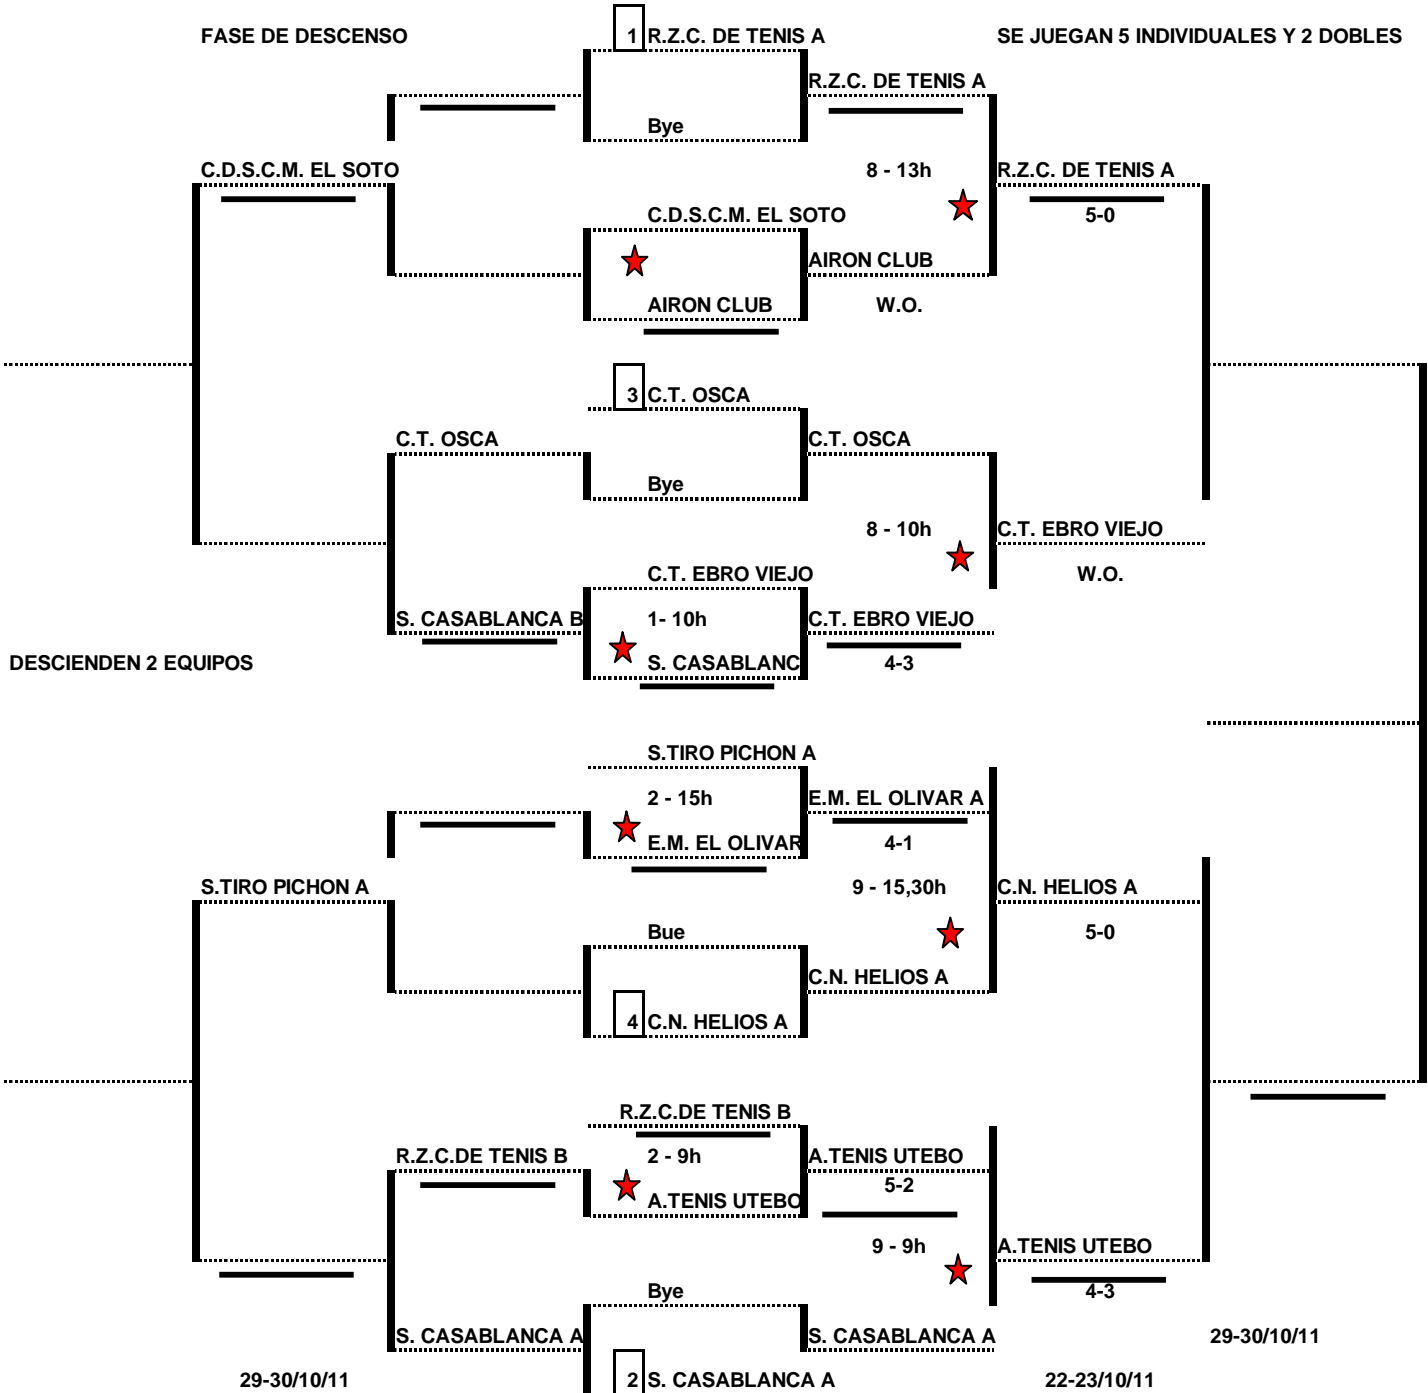 FASE DE DESCENSO
1 R.Z.C. DE TENIS A
SE JUEGAN 5 INDIVIDUALES Y 2 DOBLES
R.Z.C. DE TENIS A
Bye
C.D.S.C.M. EL SOTO
8 - 13h
R.Z.C. DE TENIS A
C.D.S.C.M. EL SOTO
5-0
AIRON CLUB
AIRON CLUB
W.O.
3 C.T. OSCA
C.T. OSCA
C.T. OSCA
Bye
8 - 10h
C.T. EBRO VIEJO
C.T. EBRO VIEJO
W.O.
S. CASABLANCA B
1- 10h
C.T. EBRO VIEJO
DESCIENDEN 2 EQUIPOS
S. CASABLANC
4-3
S.TIRO PICHON A
2 - 15h
E.M. EL OLIVAR A
E.M. EL OLIVAR
4-1
S.TIRO PICHON A
9 - 15,30h
C.N. HELIOS A
Bue
5-0
C.N. HELIOS A
4 C.N. HELIOS A
R.Z.C.DE TENIS B
R.Z.C.DE TENIS B
2 - 9h
A.TENIS UTEBO
5-2
A.TENIS UTEBO
9 - 9h
A.TENIS UTEBO
Bye
4-3
S. CASABLANCA A
S. CASABLANCA A
29-30/10/11
29-30/10/11
2 S. CASABLANCA A
22-23/10/11